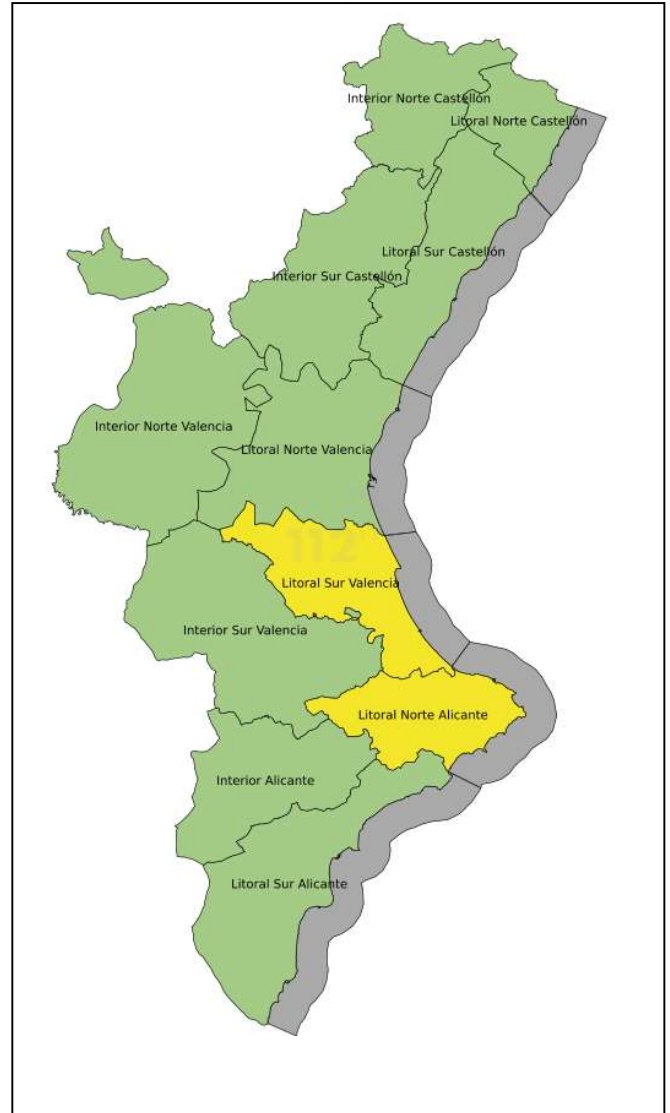 Interior Norte Castellón
Litoral Norte Castellón
Litoral Sur Castellón
Interior Sur Castellón
Interior Norte Valencia
Litoral Norte Valencia
112
Litoral Sur Valencia
Interior Sur Valencia
Litoral Norte Alicante
Interior Alicante
Litoral Sur Alicante